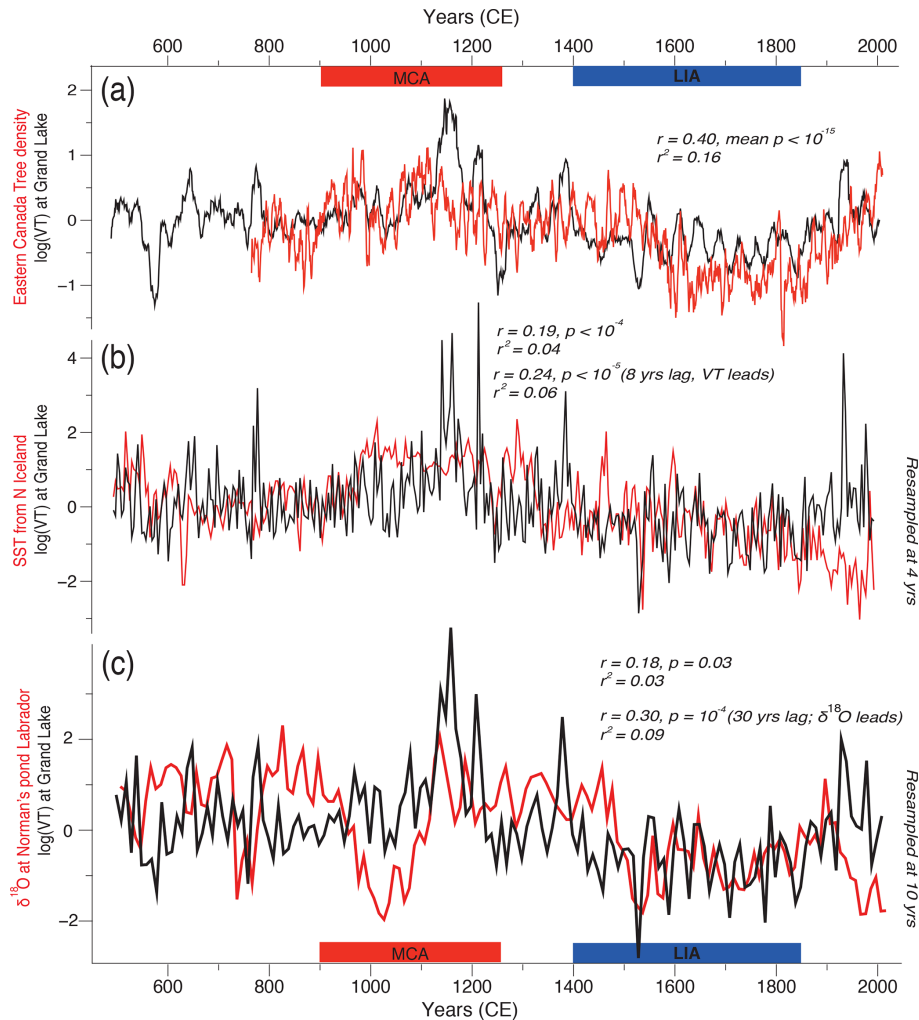 Years (CE)
600 800 1000 1200 1400 1600 1800 2000
MCA LIA
(a)
Eastern Canada Tree density
log(VT) at Grand Lake
2
1
0
−1
r = 0.40, mean p < 10⁻¹⁵
r² = 0.16
(b)
SST from N Iceland
log(VT) at Grand Lake
4
2
0
−2
r = 0.19, p < 10⁻⁴
r² = 0.04
r = 0.24, p < 10⁻⁵ (8 yrs lag, VT leads)
r² = 0.06
Resampled at 4 yrs
(c)
δ¹⁸O at Norman's pond Labrador
log(VT) at Grand Lake
2
0
−2
r = 0.18, p = 0.03
r² = 0.03
r = 0.30, p = 10⁻⁴ (30 yrs lag; δ¹⁸O leads)
r² = 0.09
Resampled at 10 yrs
MCA LIA
600 800 1000 1200 1400 1600 1800 2000
Years (CE)